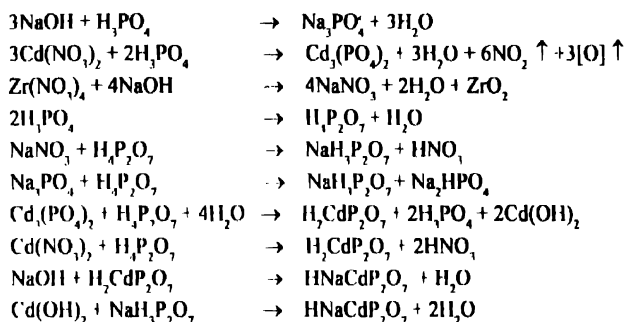 3NaOH + H₃PO₄ → Na₃PO₄ + 3H₂O
3Cd(NO₃)₂ + 2H₃PO₄ → Cd₃(PO₄)₂ + 3H₂O + 6NO₂ ↑ +3[O] ↑
Zr(NO₃)₄ + 4NaOH → 4NaNO₃ + 2H₂O + ZrO₂
2H₃PO₄ → H₄P₂O₇ + H₂O
NaNO₃ + H₄P₂O₇ → NaH₃P₂O₇ + HNO₃
Na₃PO₄ + H₄P₂O₇ → NaH₃P₂O₇ + Na₂HPO₄
Cd₃(PO₄)₂ + H₄P₂O₇ + 4H₂O → H₂CdP₂O₇ + 2H₃PO₄ + 2Cd(OH)₂
Cd(NO₃)₂ + H₄P₂O₇ → H₂CdP₂O₇ + 2HNO₃
NaOH + H₂CdP₂O₇ → HNaCdP₂O₇ + H₂O
Cd(OH)₂ + NaH₃P₂O₇ → HNaCdP₂O₇ + 2H₂O